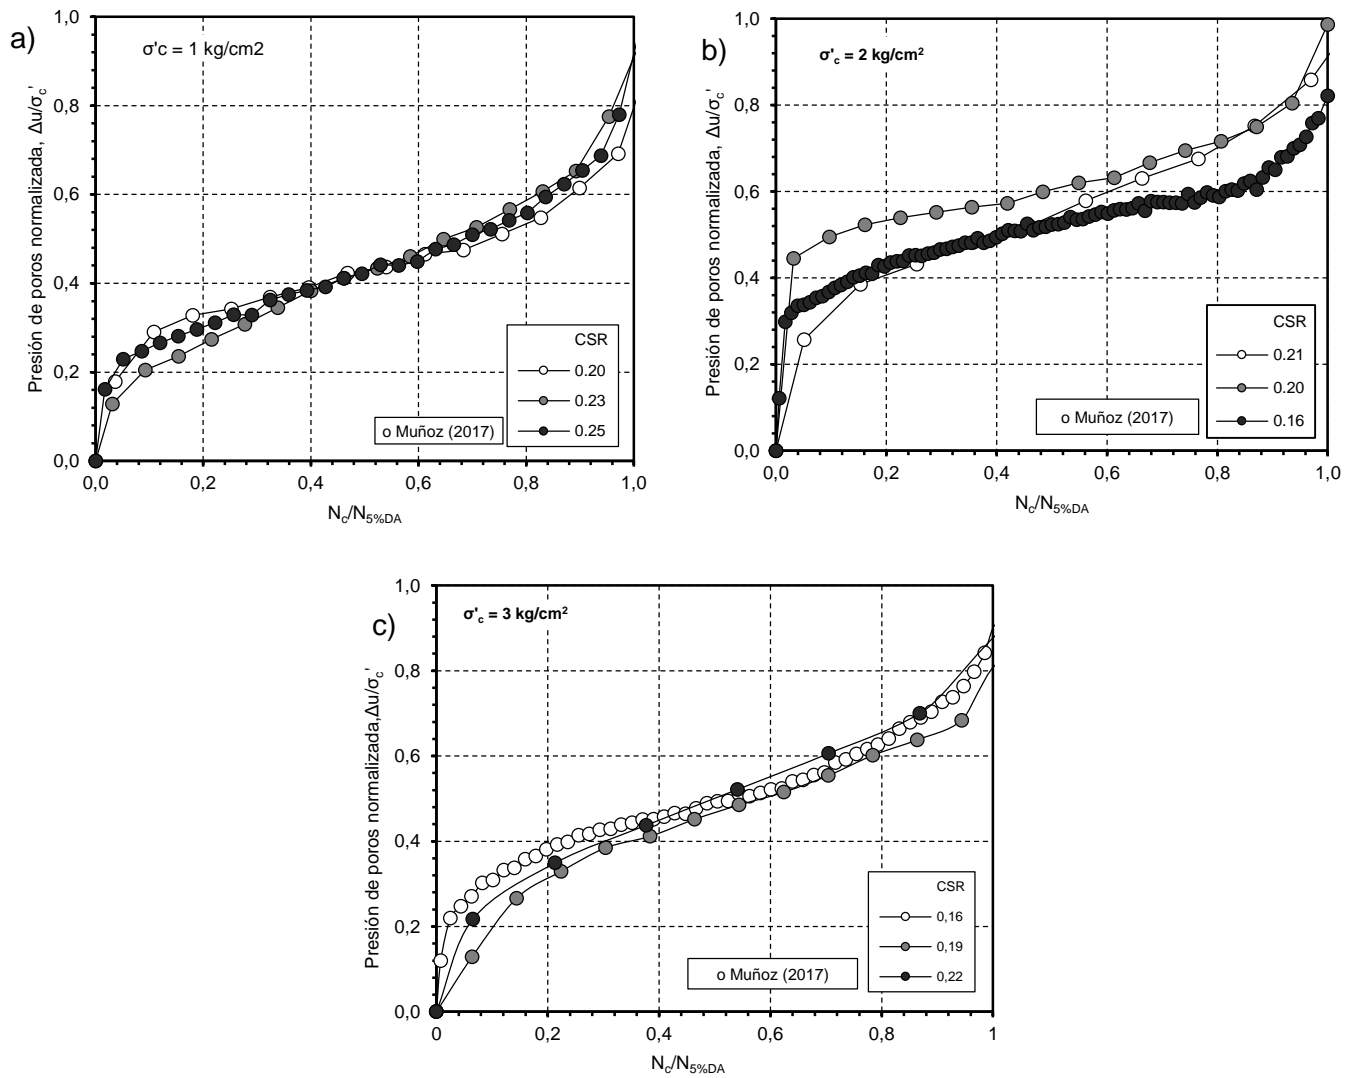 a)
σ'c = 1 kg/cm2
Presión de poros normalizada, Δu/σc'
1,0
0,8
0,6
0,4
0,2
0,0
CSR
0.20
0.23
0.25
o Muñoz (2017)
0,0 0,2 0,4 0,6 0,8 1,0
Nc/N5%DA
b)
σ'c = 2 kg/cm²
Presión de poros normalizada, Δu/σc'
1,0
0,8
0,6
0,4
0,2
0,0
CSR
0.21
0.20
0.16
o Muñoz (2017)
0,0 0,2 0,4 0,6 0,8 1,0
Nc/N5%DA
c)
σ'c = 3 kg/cm²
Presión de poros normalizada,Δu/σc'
1,0
0,8
0,6
0,4
0,2
0,0
CSR
0,16
0,19
0,22
o Muñoz (2017)
0 0,2 0,4 0,6 0,8 1
Nc/N5%DA